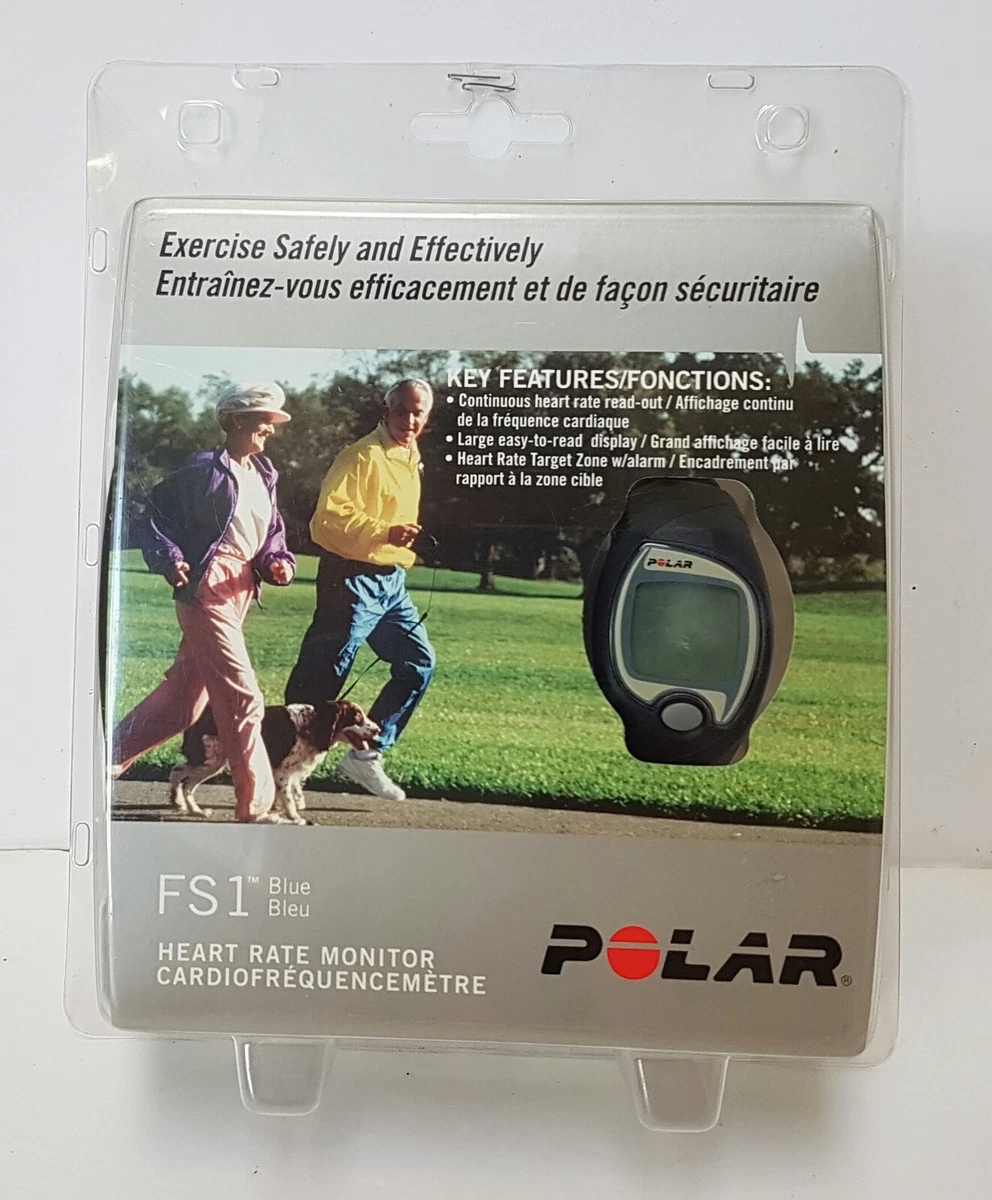 Exercise Safely and Effectively
Entraînez-vous efficacement et de façon sécuritaire
KEY FEATURES/FONCTIONS:
• Continuous heart rate read-out / Affichage continu
de la fréquence cardiaque
• Large easy-to-read display / Grand affichage facile à lire
• Heart Rate Target Zone w/alarm / Encadrement par
rapport à la zone cible
POLAR
FS1™ Blue
Bleu
HEART RATE MONITOR
CARDIOFRÉQUENCEMÈTRE
POLAR®